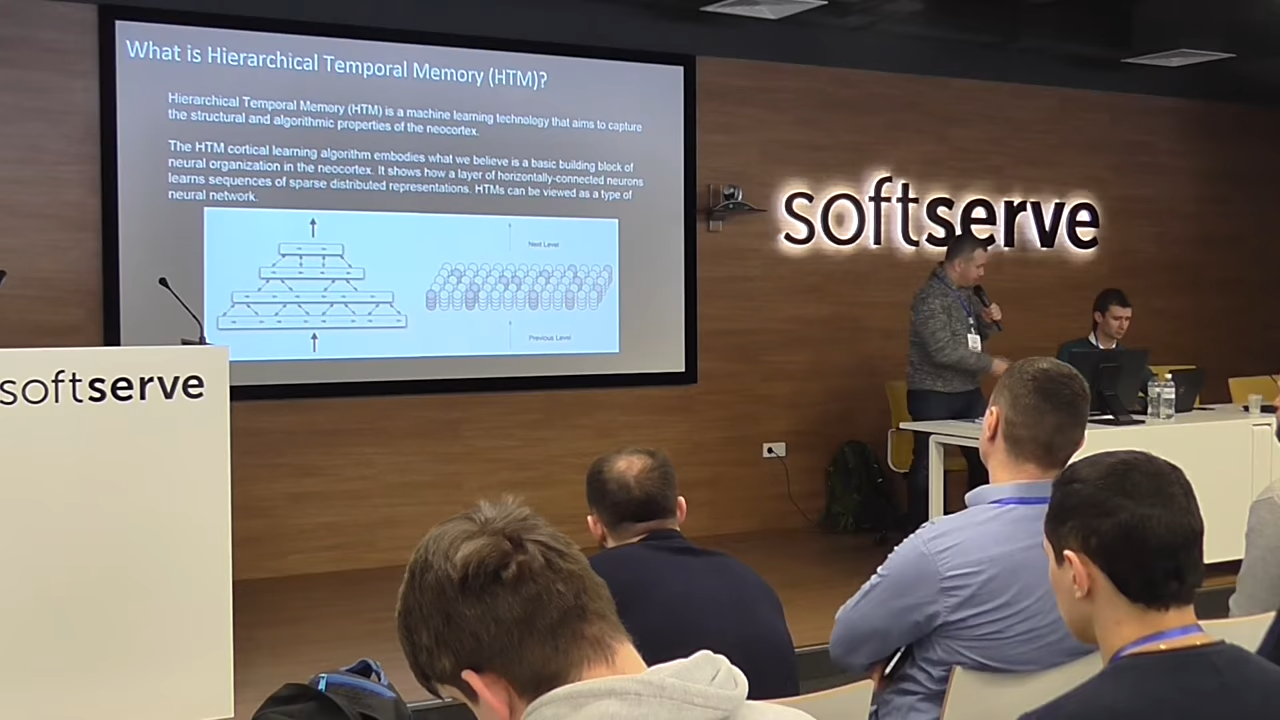 What is Hierarchical Temporal Memory (HTM)?
Hierarchical Temporal Memory (HTM) is a machine learning technology that aims to capture
the structural and algorithmic properties of the neocortex.
The HTM cortical learning algorithm embodies what we believe is a basic building block of
neural organization in the neocortex. It shows how a layer of horizontally-connected neurons
learns sequences of sparse distributed representations. HTMs can be viewed as a type of
neural network.
Next Level
Previous Level
softserve
softserve